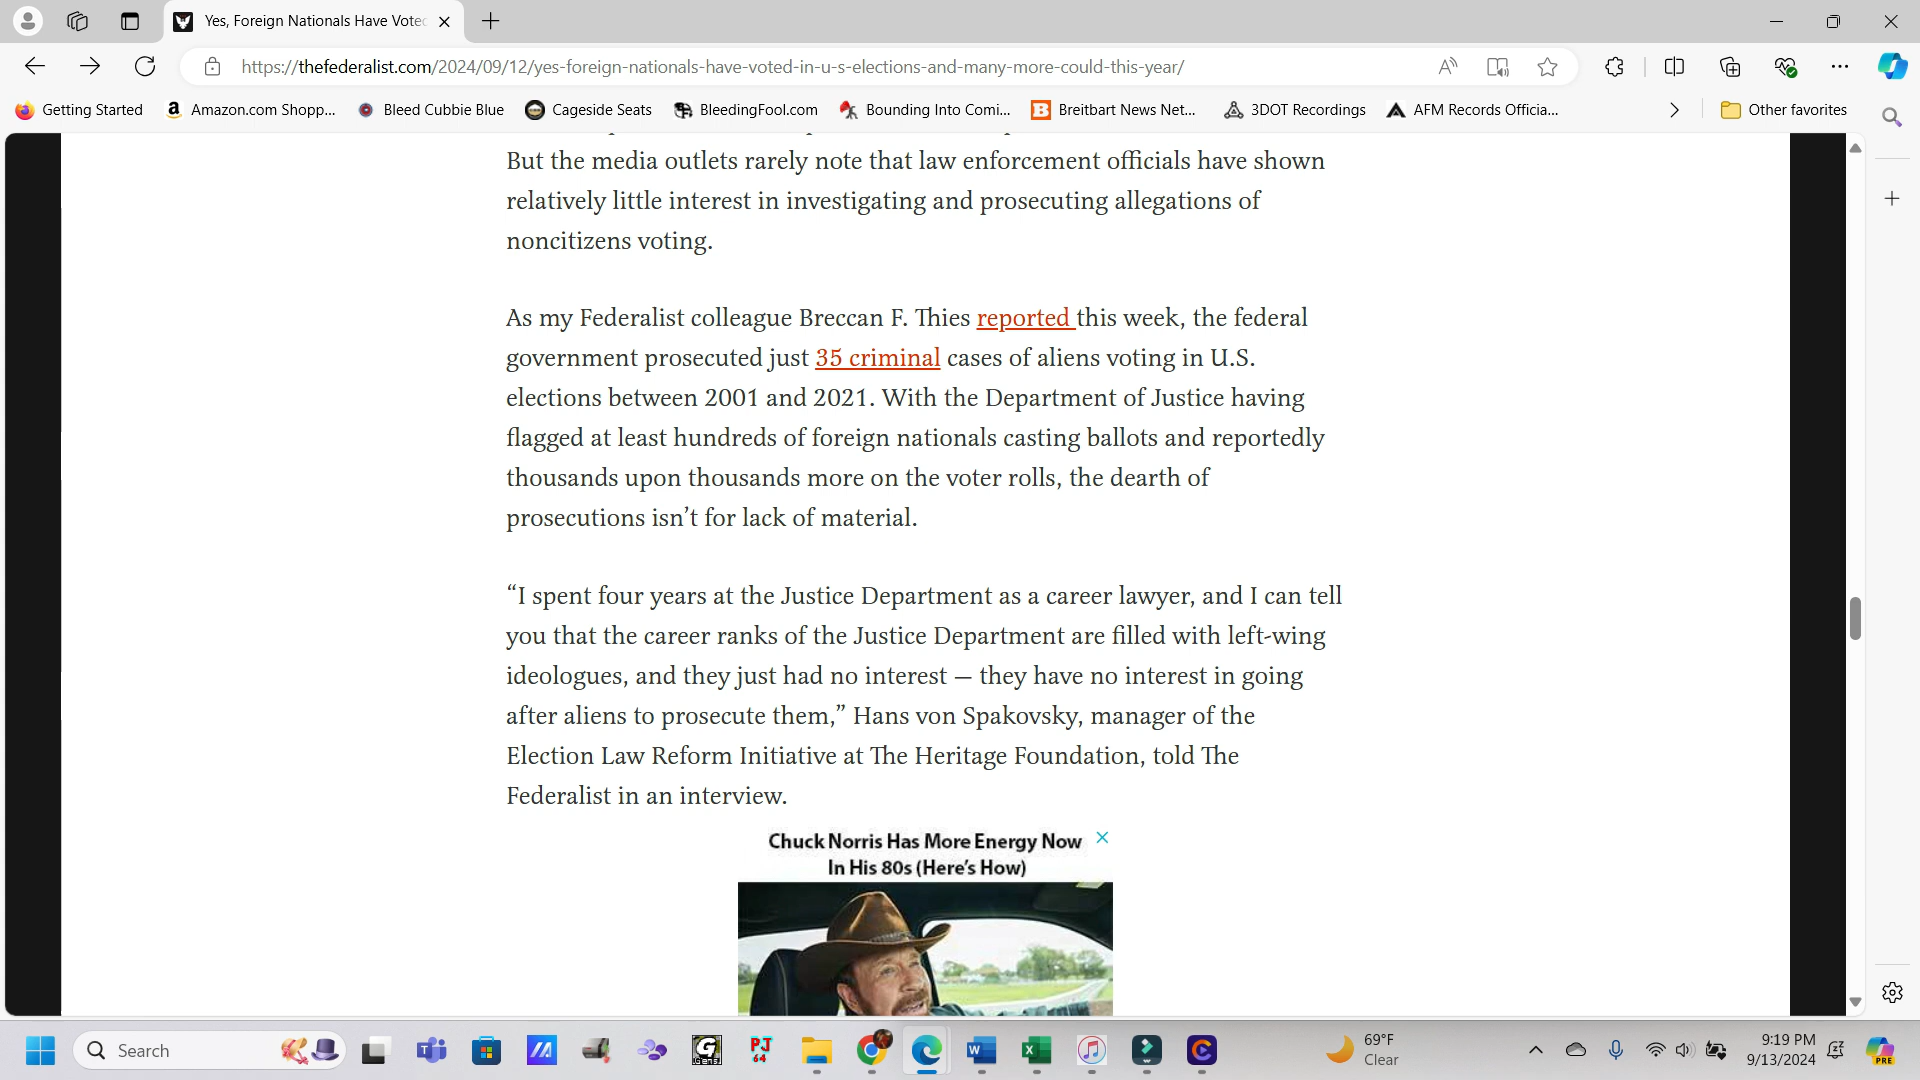 Yes, Foreign Nationals Have Voted
https://thefederalist.com/2024/09/12/yes-foreign-nationals-have-voted-in-u-s-elections-and-many-more-could-this-year/
Getting Started
Amazon.com Shopp...
Bleed Cubbie Blue
Cageside Seats
BleedingFool.com
Bounding Into Comi...
Breitbart News Net...
3DOT Recordings
AFM Records Officia...
Other favorites
But the media outlets rarely note that law enforcement officials have shown
relatively little interest in investigating and prosecuting allegations of
noncitizens voting.
As my Federalist colleague Breccan F. Thies reported this week, the federal
government prosecuted just 35 criminal cases of aliens voting in U.S.
elections between 2001 and 2021. With the Department of Justice having
flagged at least hundreds of foreign nationals casting ballots and reportedly
thousands upon thousands more on the voter rolls, the dearth of
prosecutions isn’t for lack of material.
“I spent four years at the Justice Department as a career lawyer, and I can tell
you that the career ranks of the Justice Department are filled with left-wing
ideologues, and they just had no interest — they have no interest in going
after aliens to prosecute them,” Hans von Spakovsky, manager of the
Election Law Reform Initiative at The Heritage Foundation, told The
Federalist in an interview.
Chuck Norris Has More Energy Now
In His 80s (Here’s How)
Search
PJ
64
69°F
Clear
9:19 PM
9/13/2024
PRE